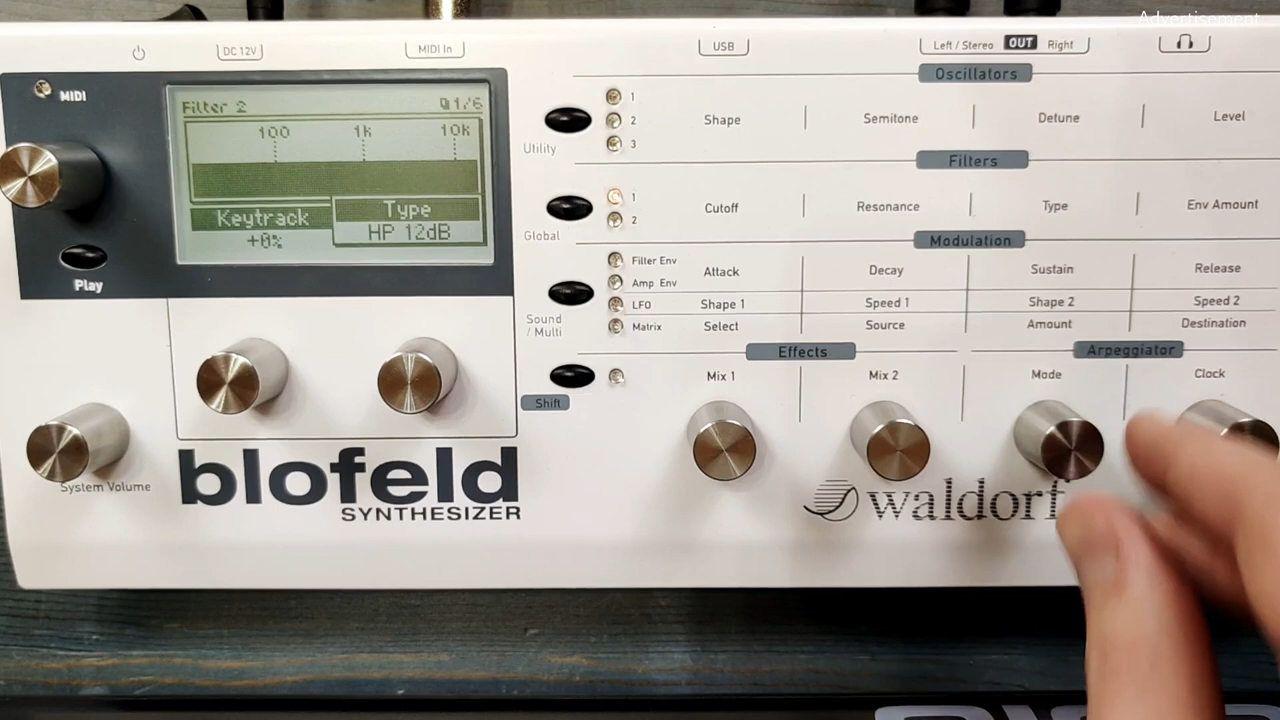 Advertisement
DC 12V
MIDI In
USB
Left / Stereo OUT Right
MIDI
Filter 2
1/6
100 1k 10k
Keytrack
Type
+0%
HP 12dB
Play
System Volume
blofeld
SYNTHESIZER
Utility
Global
Sound
/ Multi
Shift
Oscillators
1
2
3
Shape Semitone Detune Level
Filters
1
2
Cutoff Resonance Type Env Amount
Modulation
Filter Env
Amp Env
Attack Decay Sustain Release
LFO Shape 1 Speed 1 Shape 2 Speed 2
Matrix Select Source Amount Destination
Effects Arpeggiator
Mix 1 Mix 2 Mode Clock
waldorf